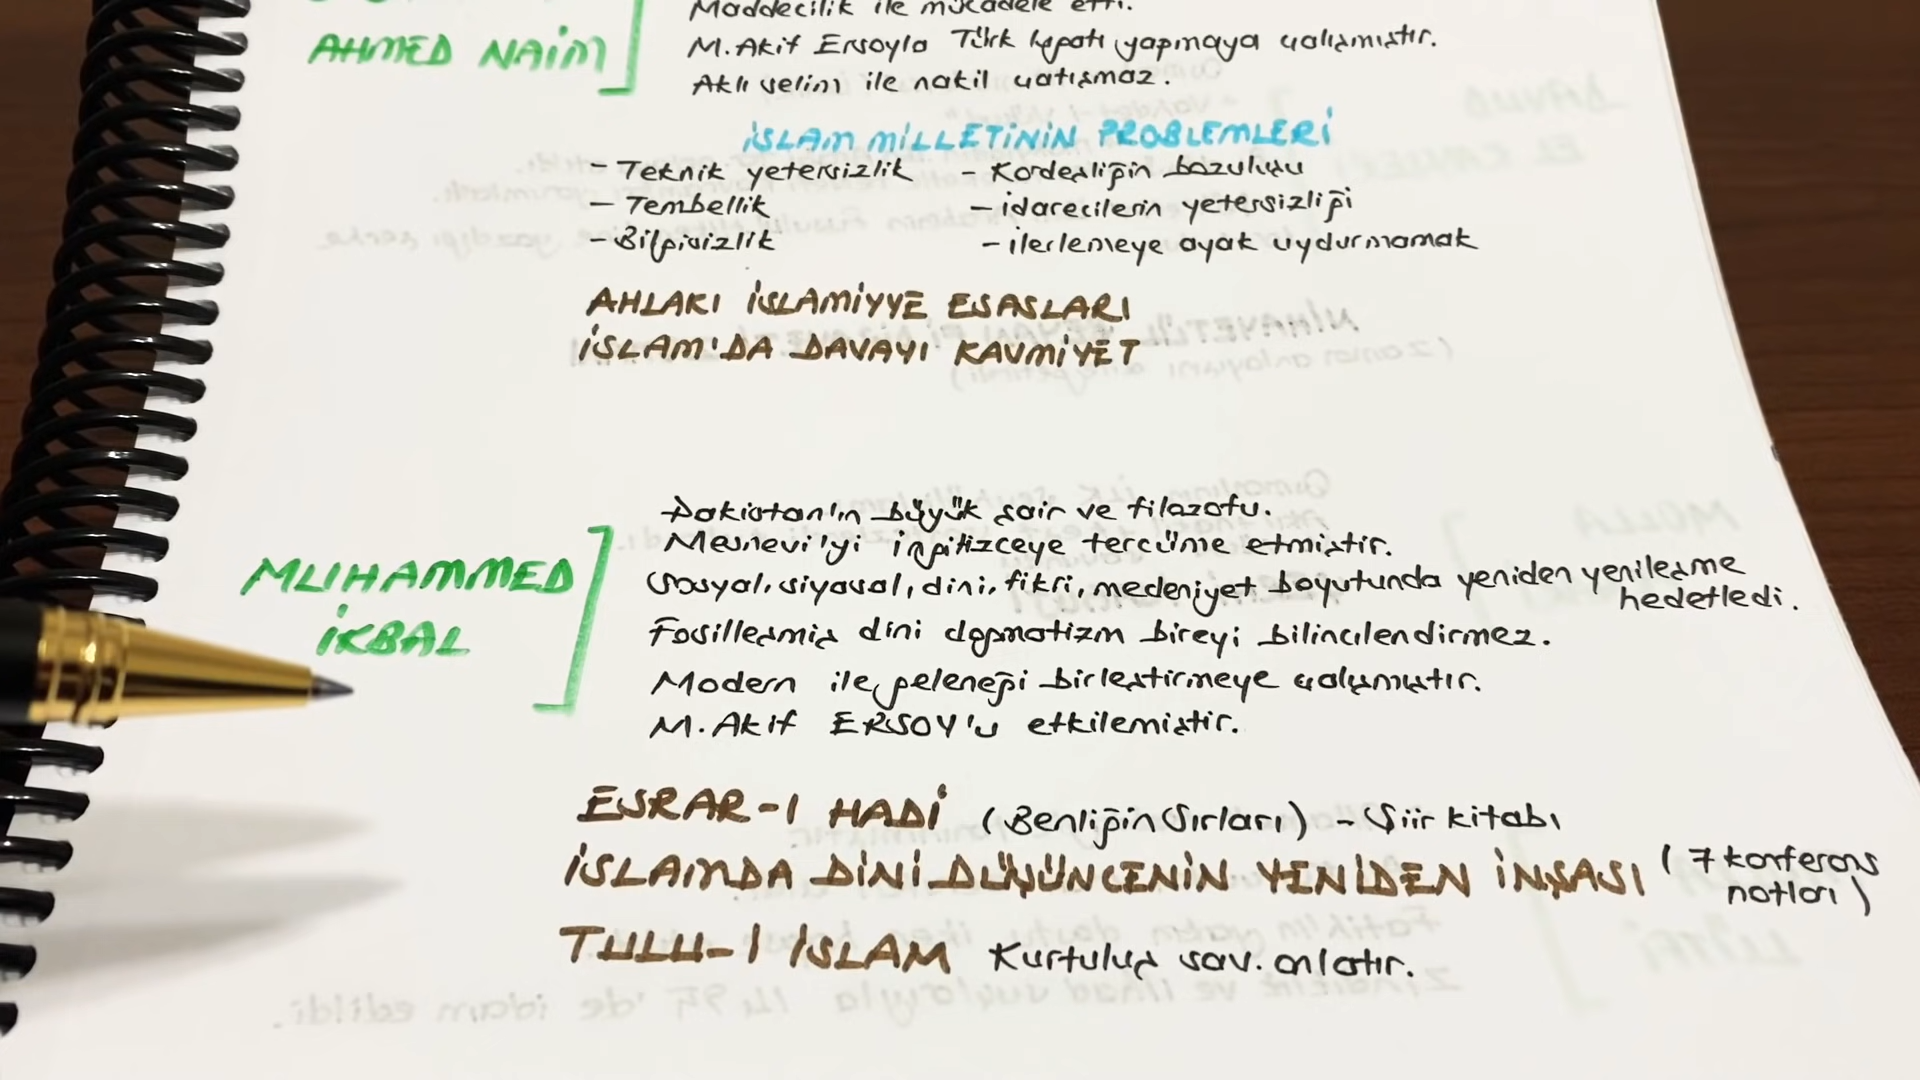 Maddecilik ile mücadele etti.
AHMED NAİM
M.Akif Ersoyla Türk
yapmaya çalışmıştır.
Aklı selim ile nakil çatışmaz.
İSLAM MİLLETİNİN PROBLEMLERİ
- Teknik yetersizlik - Kardeşliğin bozuluşu
- Tembellik - idarecilerin yetersizliği
- Bilgisizlik - ilerlemeye ayak uydurmamak
AHLAKI İSLAMİYYE ESASLARI
İSLAM'DA DAVAYI KAVMİYET
Pakistan'ın büyük şair ve filazofu.
Mesnevi'yi ingilizceye tercüme etmiştir.
MUHAMMED İKBAL
Sosyal, siyasal, dini, fikri, medeniyet boyutunda yeniden yenileşme
hedefledi.
Fosilleşmiş dini dogmatizm bireyi bilinçlendirmez.
Modern ile geleneği birleştirmeye çalışmıştır.
M.Akif ERSOY'u etkilemiştir.
ESRAR-I HADİ (Benliğin Sırları) - Şiir kitabı
İSLAMDA DİNİ DÜŞÜNCENİN YENİDEN İNŞASI (7 konferans
notları)
TULU-İ İSLAM Kurtuluş sav. anlatır.